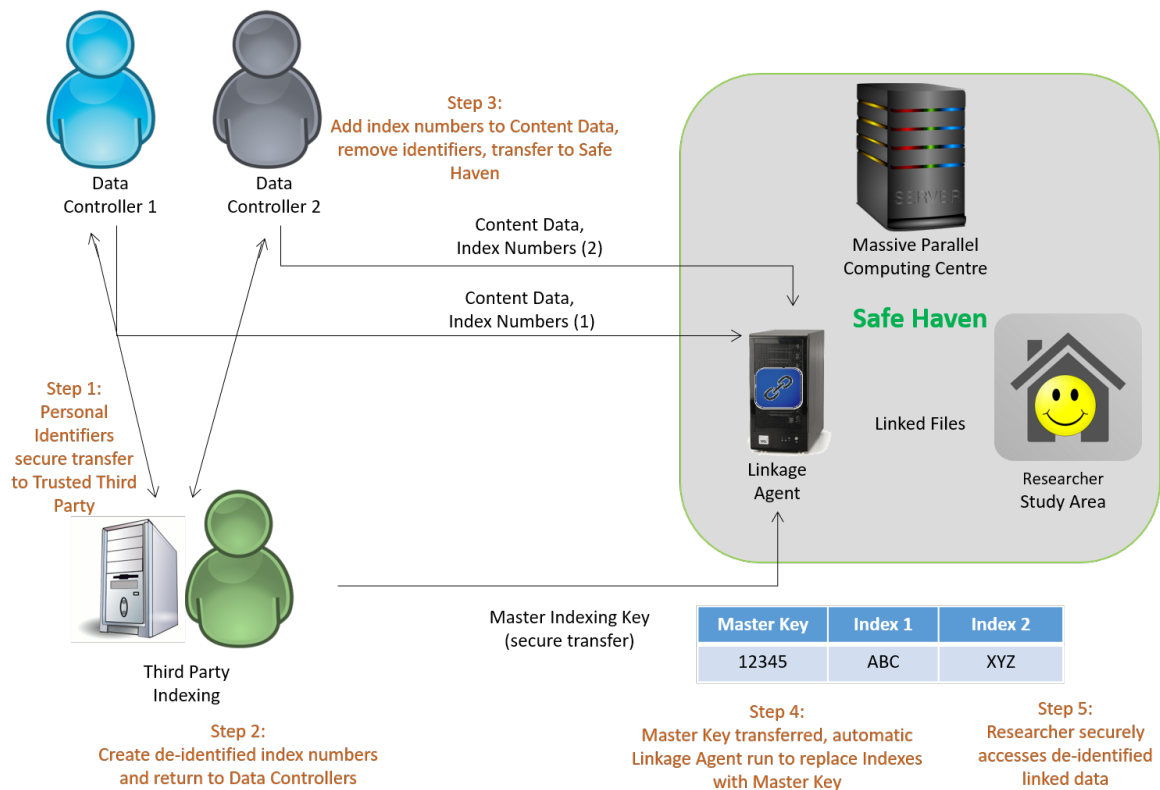 Step 3:
Add index numbers to Content Data,
remove identifiers, transfer to Safe
Haven
Data
Controller 1
Data
Controller 2
Content Data,
Index Numbers (2)
Content Data,
Index Numbers (1)
SERVER
Massive Parallel
Computing Centre
Safe Haven
Linked Files
Linkage
Agent
Researcher
Study Area
Step 1:
Personal
Identifiers
secure transfer
to Trusted Third
Party
Third Party
Indexing
Master Indexing Key
(secure transfer)
Master Key Index 1 Index 2
12345 ABC XYZ
Step 2:
Create de-identified index numbers
and return to Data Controllers
Step 4:
Master Key transferred, automatic
Linkage Agent run to replace Indexes
with Master Key
Step 5:
Researcher securely
accesses de-identified
linked data